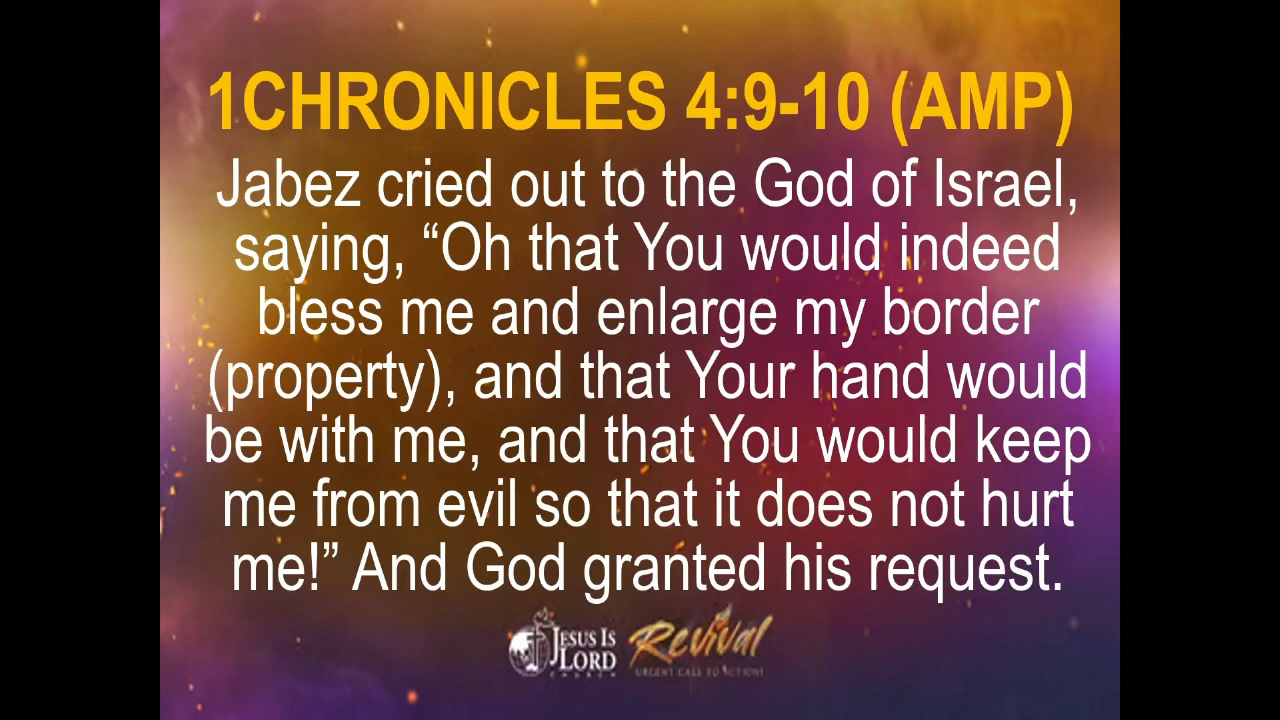 1CHRONICLES 4:9-10 (AMP)
Jabez cried out to the God of Israel,
saying, “Oh that You would indeed
bless me and enlarge my border
(property), and that Your hand would
be with me, and that You would keep
me from evil so that it does not hurt
me!” And God granted his request.
JESUS IS
LORD
CHURCH
Revival
URGENT CALL TO ACTION!